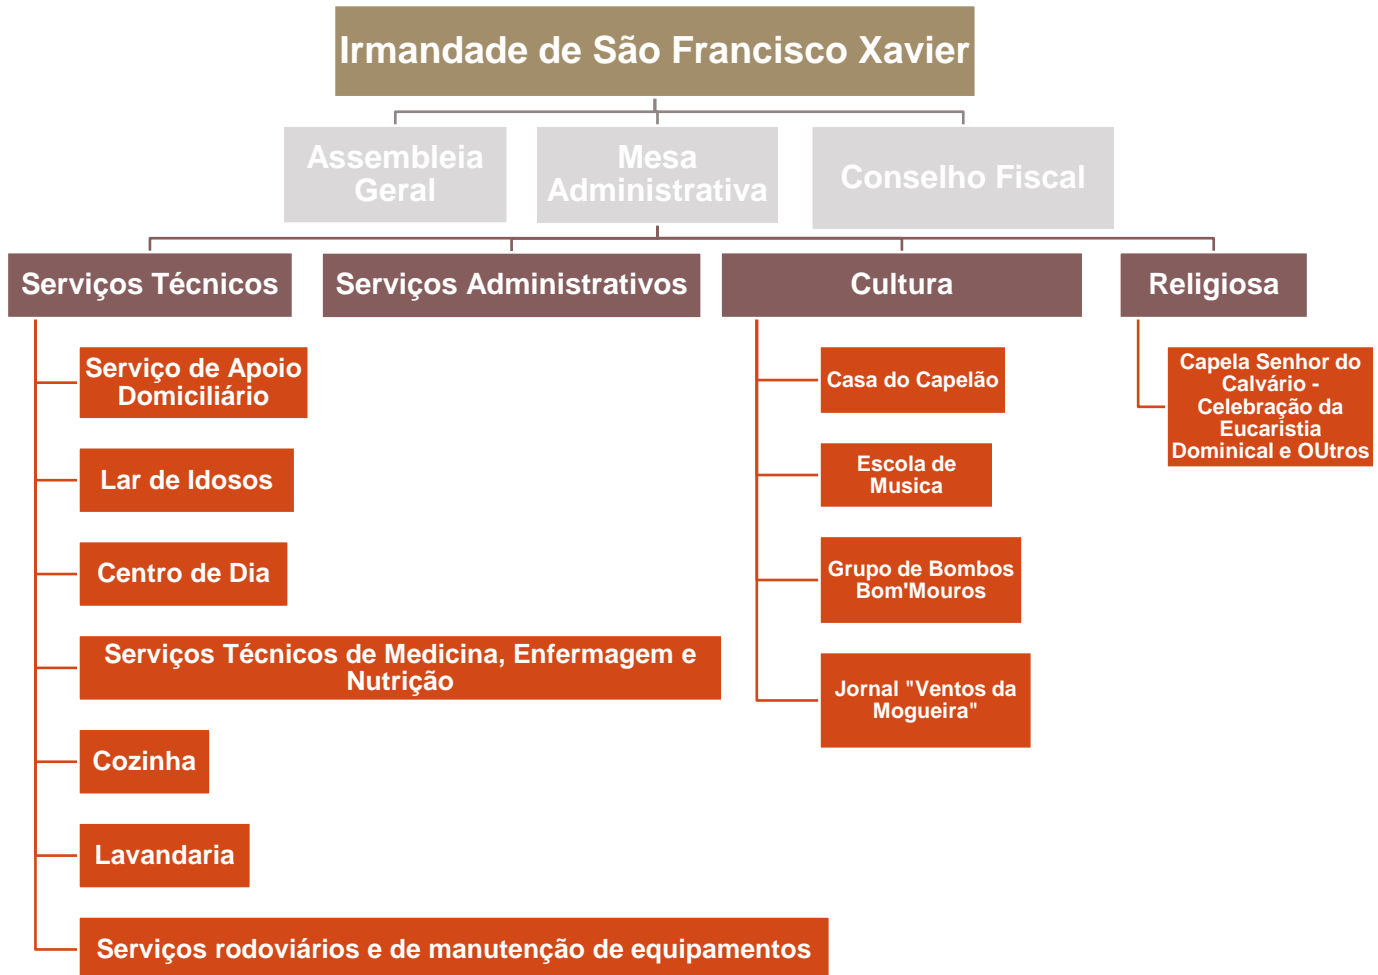 Irmandade de São Francisco Xavier
Assembleia
Geral
Mesa
Administrativa
Conselho Fiscal
Serviços Técnicos
Serviços Administrativos
Cultura
Religiosa
Serviço de Apoio
Domiciliário
Lar de Idosos
Centro de Dia
Serviços Técnicos de Medicina, Enfermagem e
Nutrição
Cozinha
Lavandaria
Serviços rodoviários e de manutenção de equipamentos
Casa do Capelão
Escola de
Musica
Grupo de Bombos
Bom'Mouros
Jornal "Ventos da
Mogueira"
Capela Senhor do
Calvário -
Celebração da
Eucaristia
Dominical e OUtros